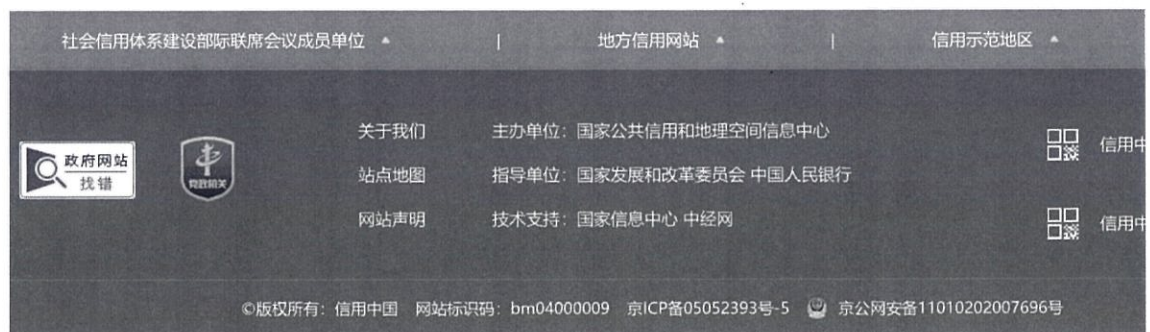 社会信用体系建设部际联席会议成员单位 ▲ | 地方信用网站 ▲ | 信用示范地区 ▲
关于我们 主办单位：国家公共信用和地理空间信息中心
信用中
政府网站
找错
党政机关
站点地图 指导单位：国家发展和改革委员会 中国人民银行
网站声明 技术支持：国家信息中心 中经网
信用中
©版权所有：信用中国 网站标识码：bm04000009 京ICP备05052393号-5 京公网安备11010202007696号